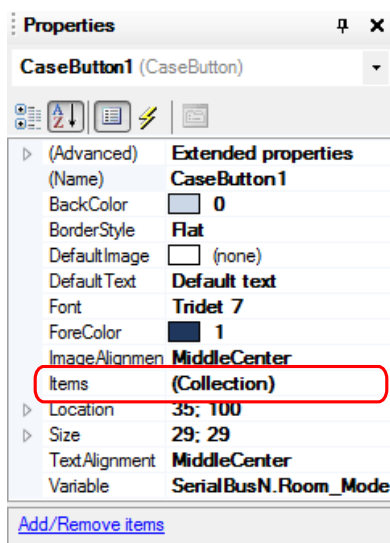 Properties
CaseButton1 (CaseButton)
(Advanced) Extended properties
(Name) CaseButton1
BackColor 0
BorderStyle Flat
DefaultImage (none)
DefaultText Default text
Font Tridet 7
ForeColor 1
ImageAlignmen MiddleCenter
Items (Collection)
Location 35; 100
Size 29; 29
TextAlignment MiddleCenter
Variable SerialBusN.Room_Mode
Add/Remove items